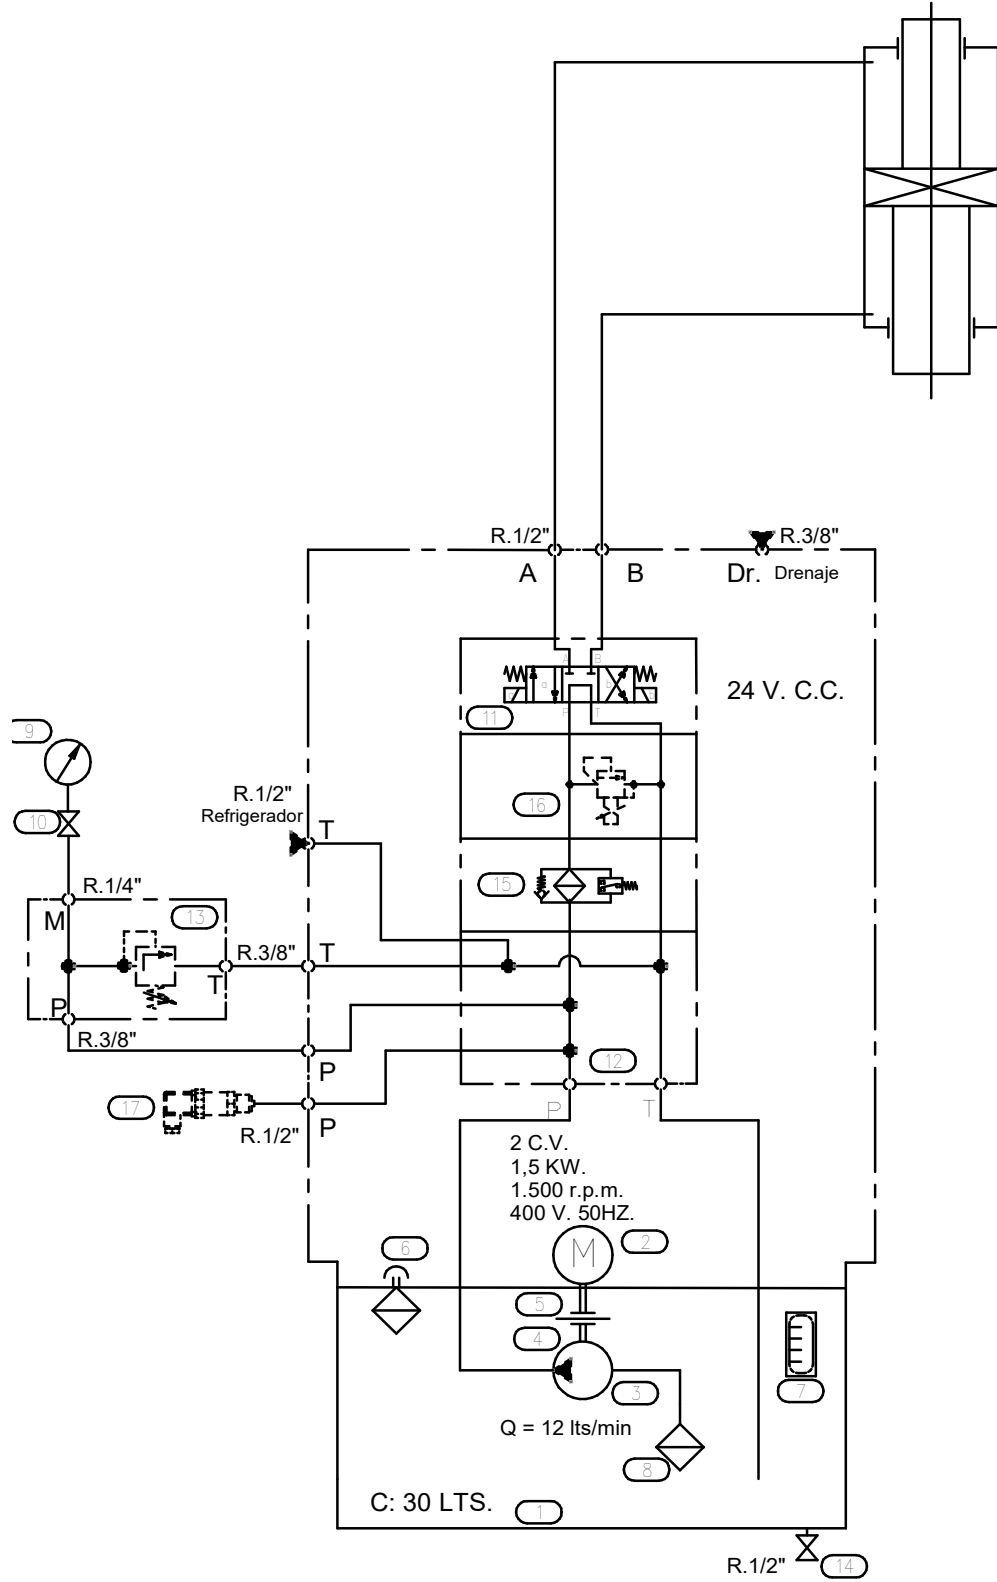 R.1/2"
R.3/8"
A
B
Dr.
Drenaje
A
B
a
b
a
b
P
T
24 V. C.C.
11
9
16
R.1/2"
Refrigerador
10
T
15
R.1/4"
13
M
R.3/8"
T
T
P
R.3/8"
12
P
17
R.1/2"
P
P
T
2 C.V.
1,5 KW.
1.500 r.p.m.
400 V. 50HZ.
6
M
2
5
4
3
7
Q = 12 lts/min
8
C: 30 LTS.
1
R.1/2"
14